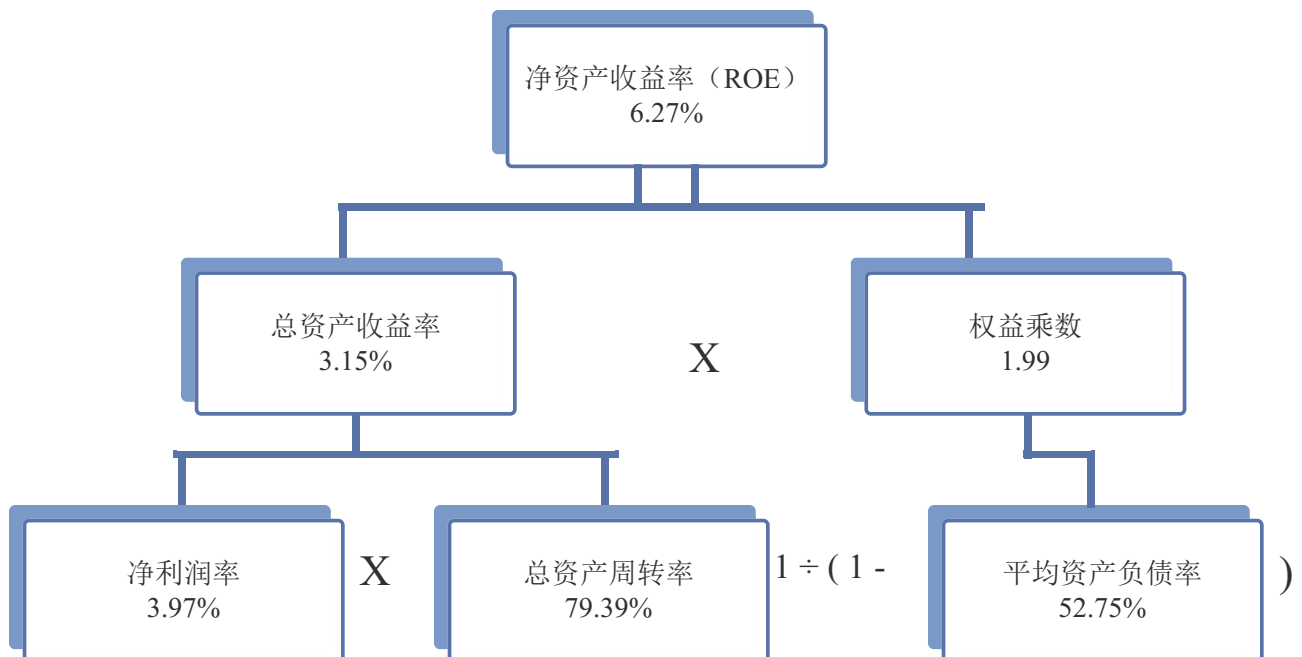 净资产收益率（ROE）
6.27%
总资产收益率
3.15%
X
权益乘数
1.99
净利润率
3.97%
X
总资产周转率
79.39%
1 ÷ ( 1 -
平均资产负债率
52.75%
)